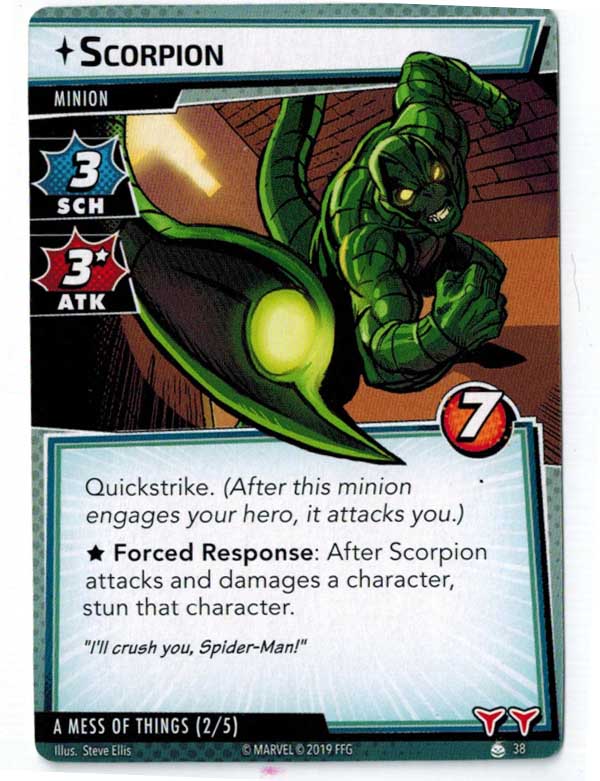 SCORPION
MINION
3
SCH
3*
ATK
7
Quickstrike. (After this minion
engages your hero, it attacks you.)
★ Forced Response: After Scorpion
attacks and damages a character,
stun that character.
"I'll crush you, Spider-Man!"
A MESS OF THINGS (2/5)
Illus. Steve Ellis
© MARVEL © 2019 FFG
38